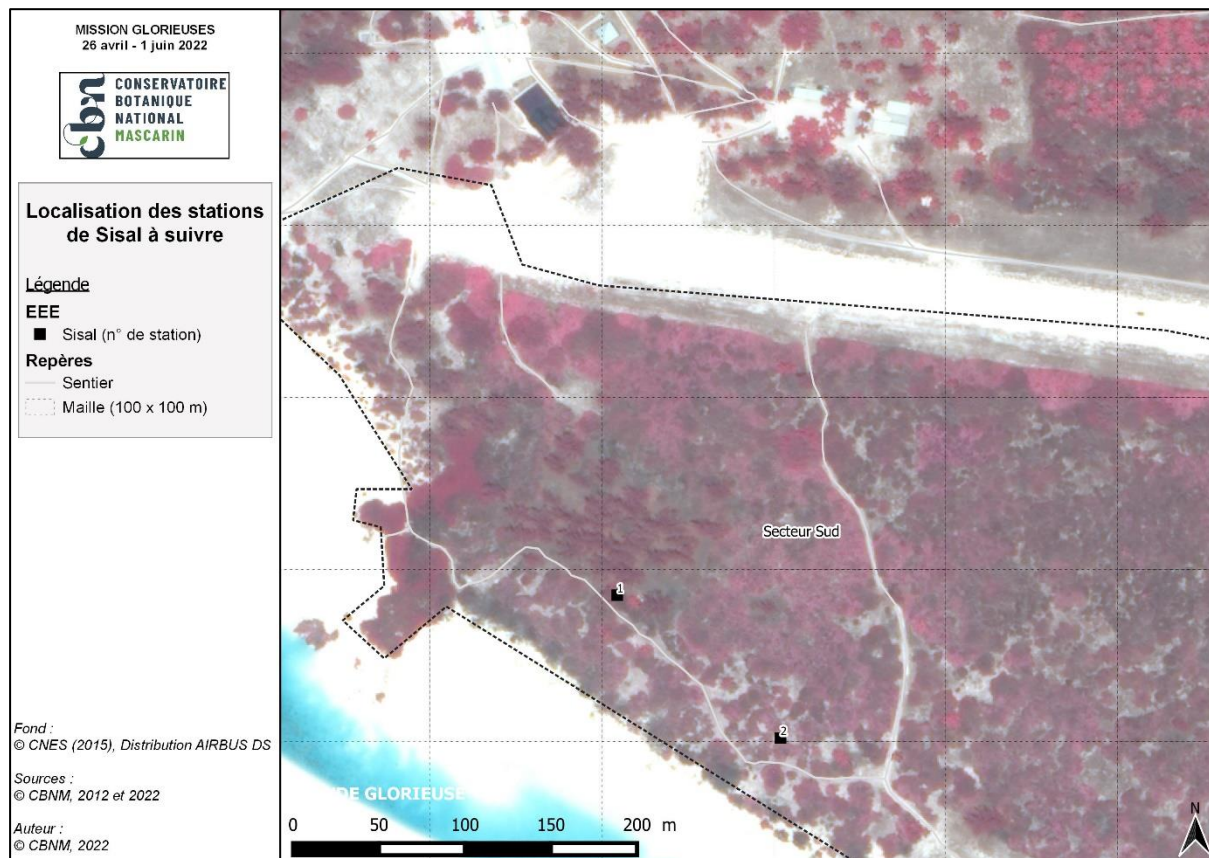 MISSION GLORIEUSES
26 avril - 1 juin 2022
cbn
CONSERVATOIRE
BOTANIQUE
NATIONAL
MASCARIN
Localisation des stations
de Sisal à suivre
Légende
EEE
Sisal (n° de station)
Repères
Sentier
Maille (100 x 100 m)
Fond :
© CNES (2015), Distribution AIRBUS DS
Sources :
© CBNM, 2012 et 2022
Auteur :
© CBNM, 2022
Secteur Sud
1
2
DE GLORIEUSE
0 50 100 150 200 m
N